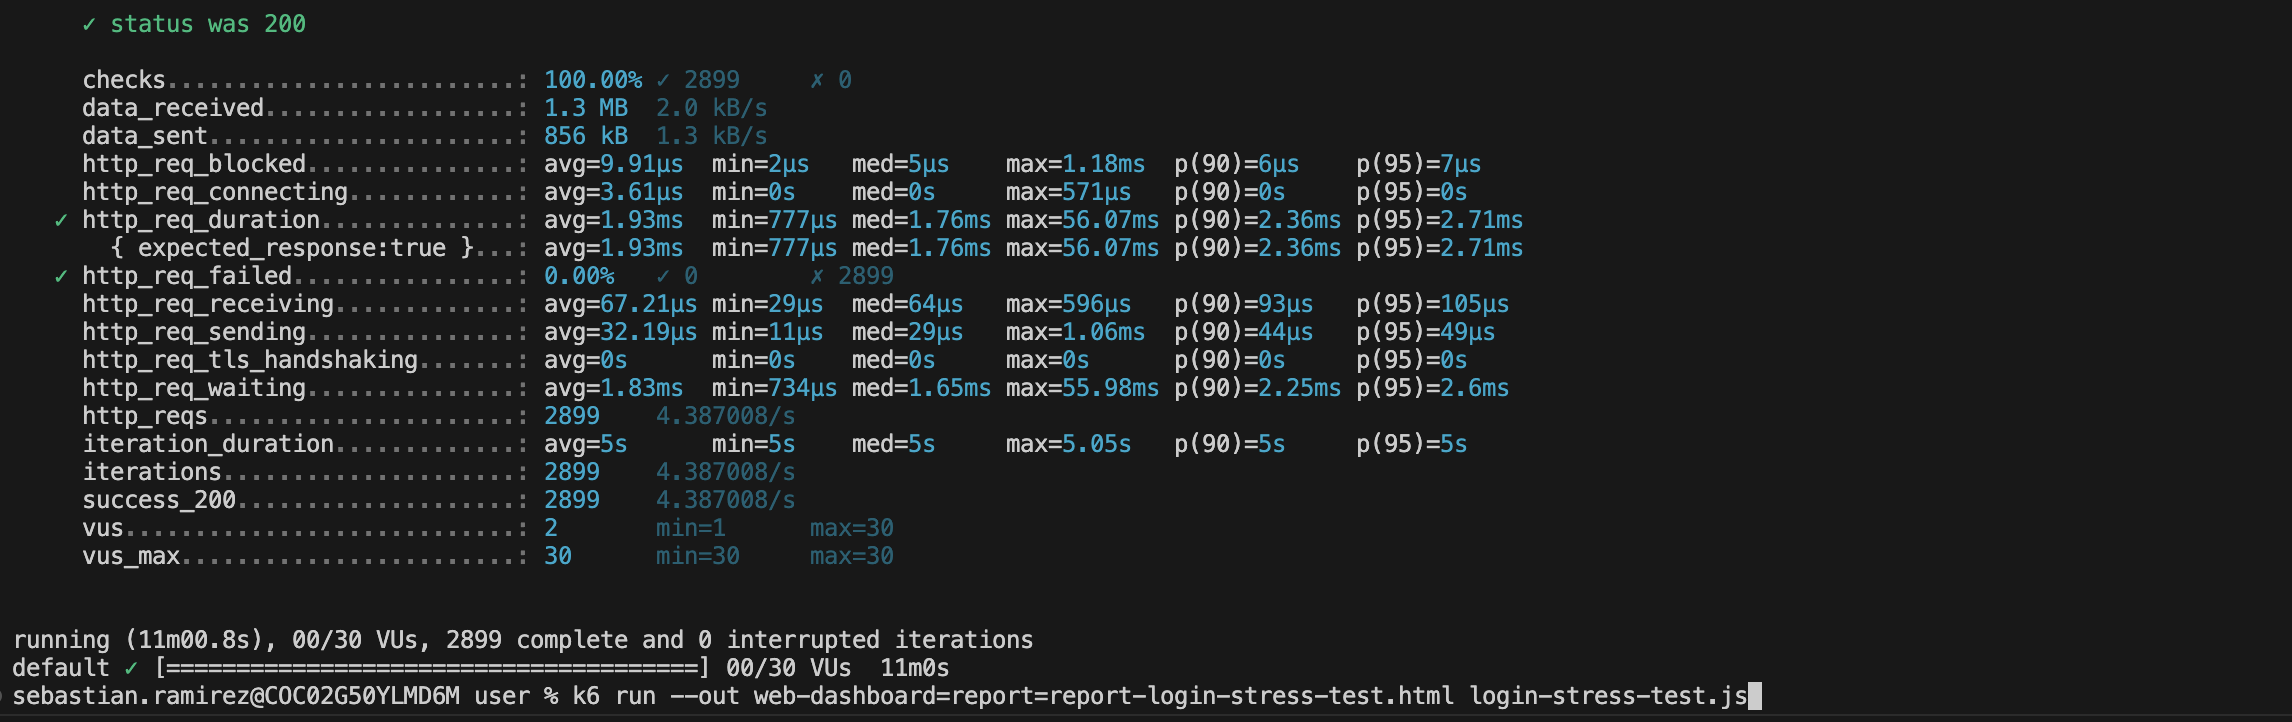 ✓ status was 200
checks.........................: 100.00% ✓ 2899     ✗ 0
data_received..................: 1.3 MB  2.0 kB/s
data_sent......................: 856 kB  1.3 kB/s
http_req_blocked...............: avg=9.91µs  min=2µs   med=5µs    max=1.18ms  p(90)=6µs    p(95)=7µs
http_req_connecting............: avg=3.61µs  min=0s    med=0s     max=571µs   p(90)=0s     p(95)=0s
✓ http_req_duration..............: avg=1.93ms  min=777µs med=1.76ms max=56.07ms p(90)=2.36ms p(95)=2.71ms
{ expected_response:true }...: avg=1.93ms  min=777µs med=1.76ms max=56.07ms p(90)=2.36ms p(95)=2.71ms
✓ http_req_failed................: 0.00%   ✓ 0        ✗ 2899
http_req_receiving.............: avg=67.21µs min=29µs  med=64µs   max=596µs   p(90)=93µs   p(95)=105µs
http_req_sending...............: avg=32.19µs min=11µs  med=29µs   max=1.06ms  p(90)=44µs   p(95)=49µs
http_req_tls_handshaking.......: avg=0s      min=0s    med=0s     max=0s      p(90)=0s     p(95)=0s
http_req_waiting...............: avg=1.83ms  min=734µs med=1.65ms max=55.98ms p(90)=2.25ms p(95)=2.6ms
http_reqs......................: 2899    4.387008/s
iteration_duration.............: avg=5s      min=5s    med=5s     max=5.05s   p(90)=5s     p(95)=5s
iterations.....................: 2899    4.387008/s
success_200....................: 2899    4.387008/s
vus............................: 2       min=1      max=30
vus_max........................: 30      min=30     max=30
running (11m00.8s), 00/30 VUs, 2899 complete and 0 interrupted iterations
default ✓ [======================================] 00/30 VUs  11m0s
sebastian.ramirez@COC02G50YLMD6M user % k6 run --out web-dashboard=report=report-login-stress-test.html login-stress-test.js